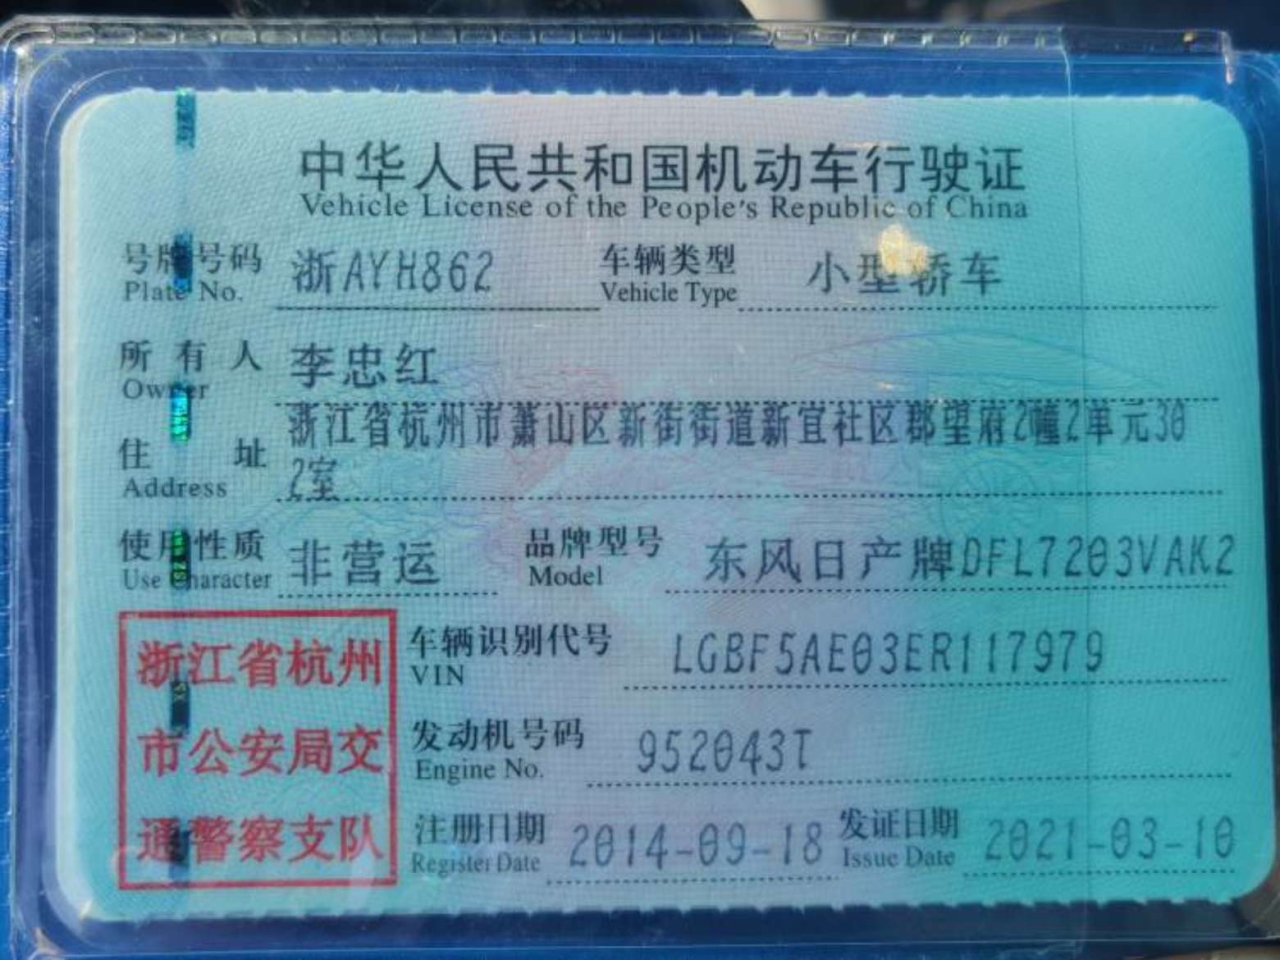 中华人民共和国机动车行驶证
Vehicle License of the People's Republic of China
号牌号码 浙AYH862 车辆类型 小型轿车
Plate No. Vehicle Type
所有人 李忠红
Owner
浙江省杭州市萧山区新街街道新宜社区郡望府2幢2单元30
住址 2室
Address
使用性质 非营运 品牌型号 东风日产牌DFL7203VAK2
Use Character Model
浙江省杭州 车辆识别代号 LGBF5AE03ER117979
VIN
市公安局交 发动机号码 952043T
Engine No.
通警察支队 注册日期 2014-09-18 发证日期 2021-03-10
Register Date Issue Date